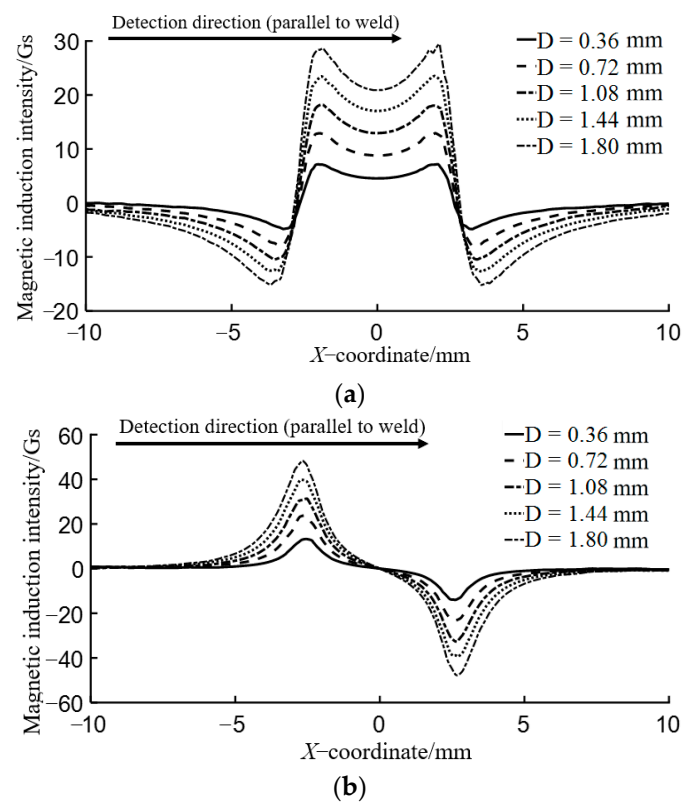 Detection direction (parallel to weld)
Magnetic induction intensity/Gs
30
20
10
0
−10
−20
−10
−5
0
5
10
D = 0.36 mm
D = 0.72 mm
D = 1.08 mm
D = 1.44 mm
D = 1.80 mm
X−coordinate/mm
(a)
Detection direction (parallel to weld)
Magnetic induction intensity/Gs
60
40
20
0
−20
−40
−60
−10
−5
0
5
10
D = 0.36 mm
D = 0.72 mm
D = 1.08 mm
D = 1.44 mm
D = 1.80 mm
X−coordinate/mm
(b)